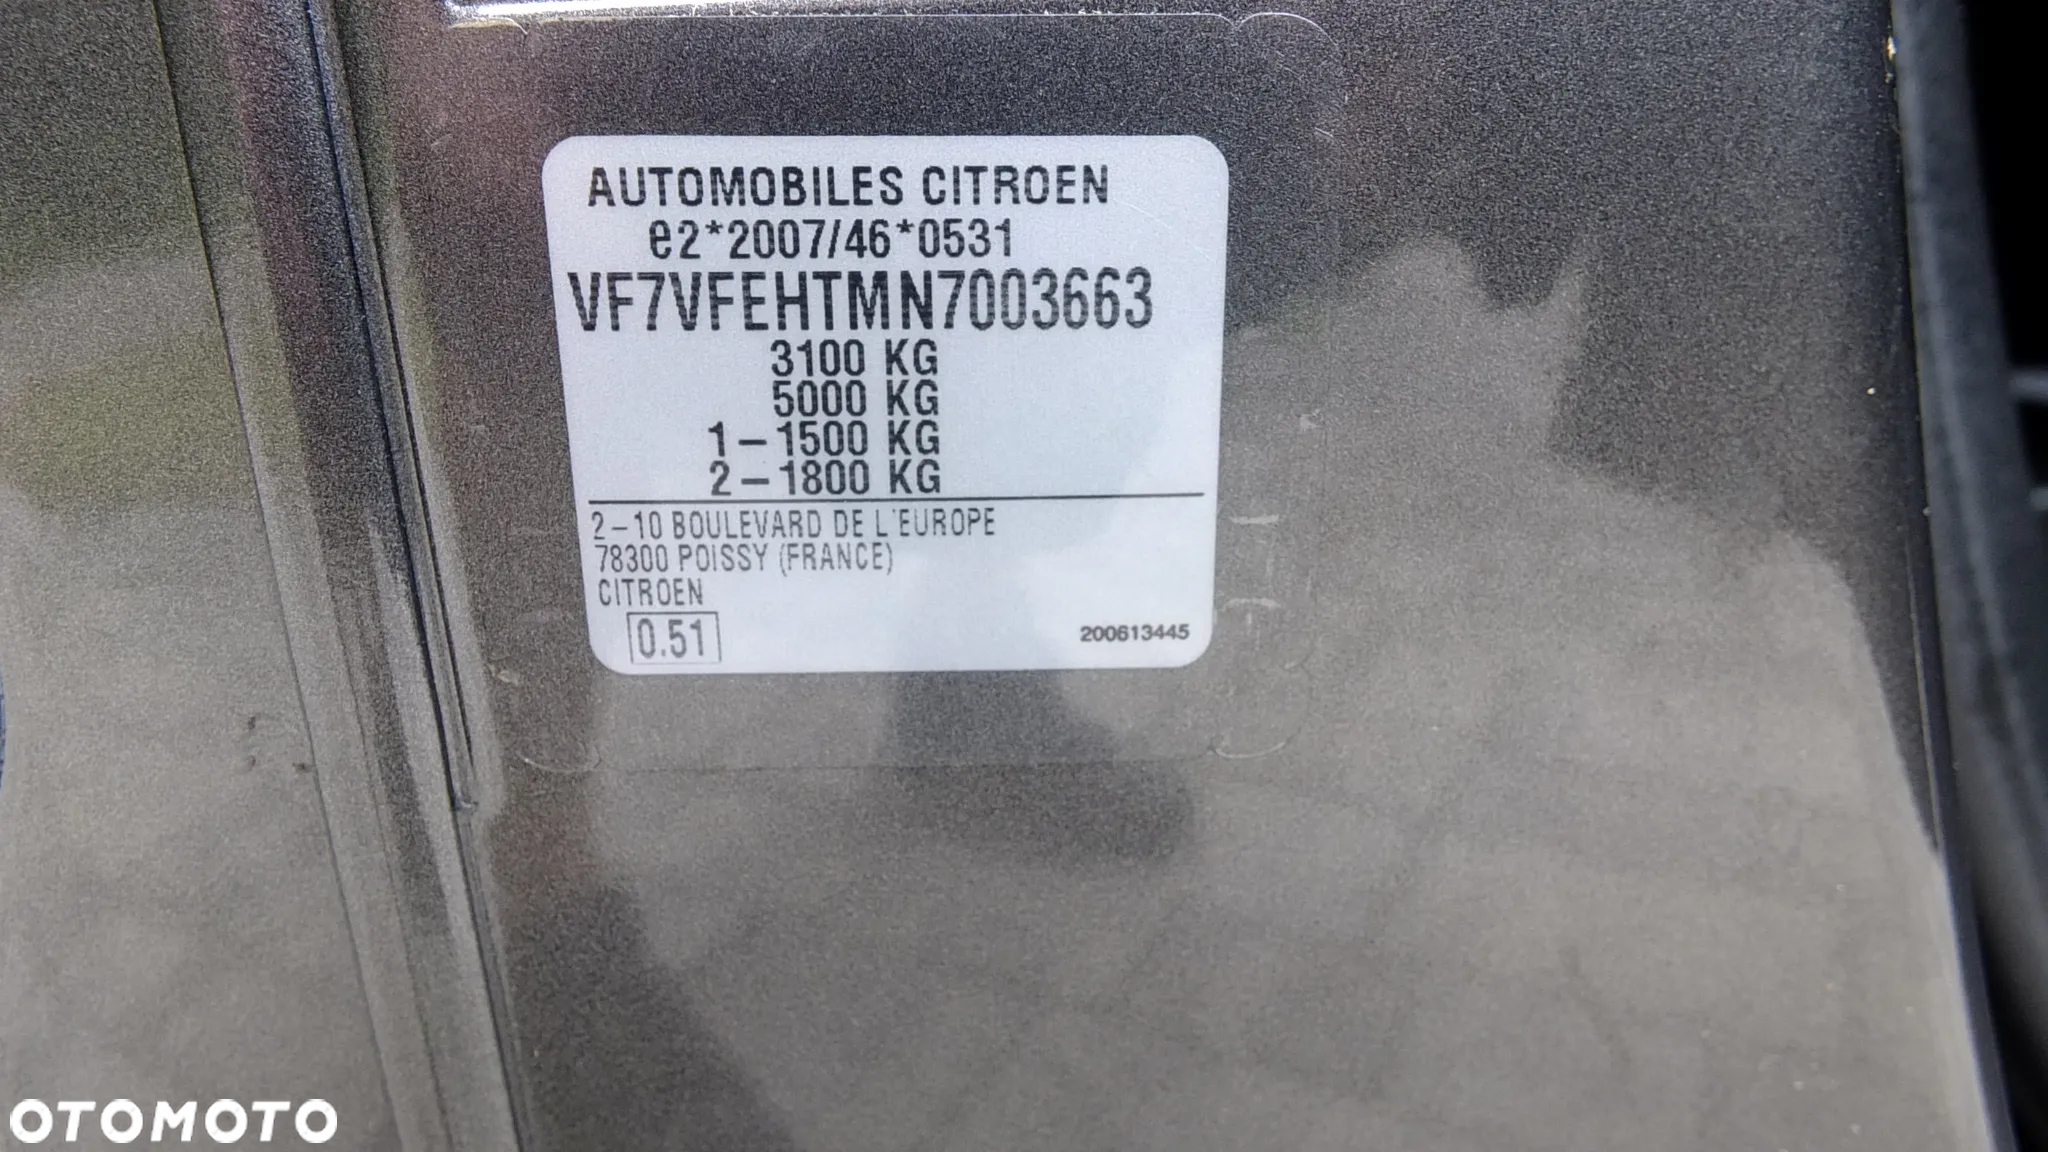 AUTOMOBILES CITROEN
e2*2007/46*0531
VF7VFEHTMN7003663
3100 KG
5000 KG
1-1500 KG
2-1800 KG
2-10 BOULEVARD DE L'EUROPE
78300 POISSY (FRANCE)
CITROEN
0.51
200613445
OTOMOTO